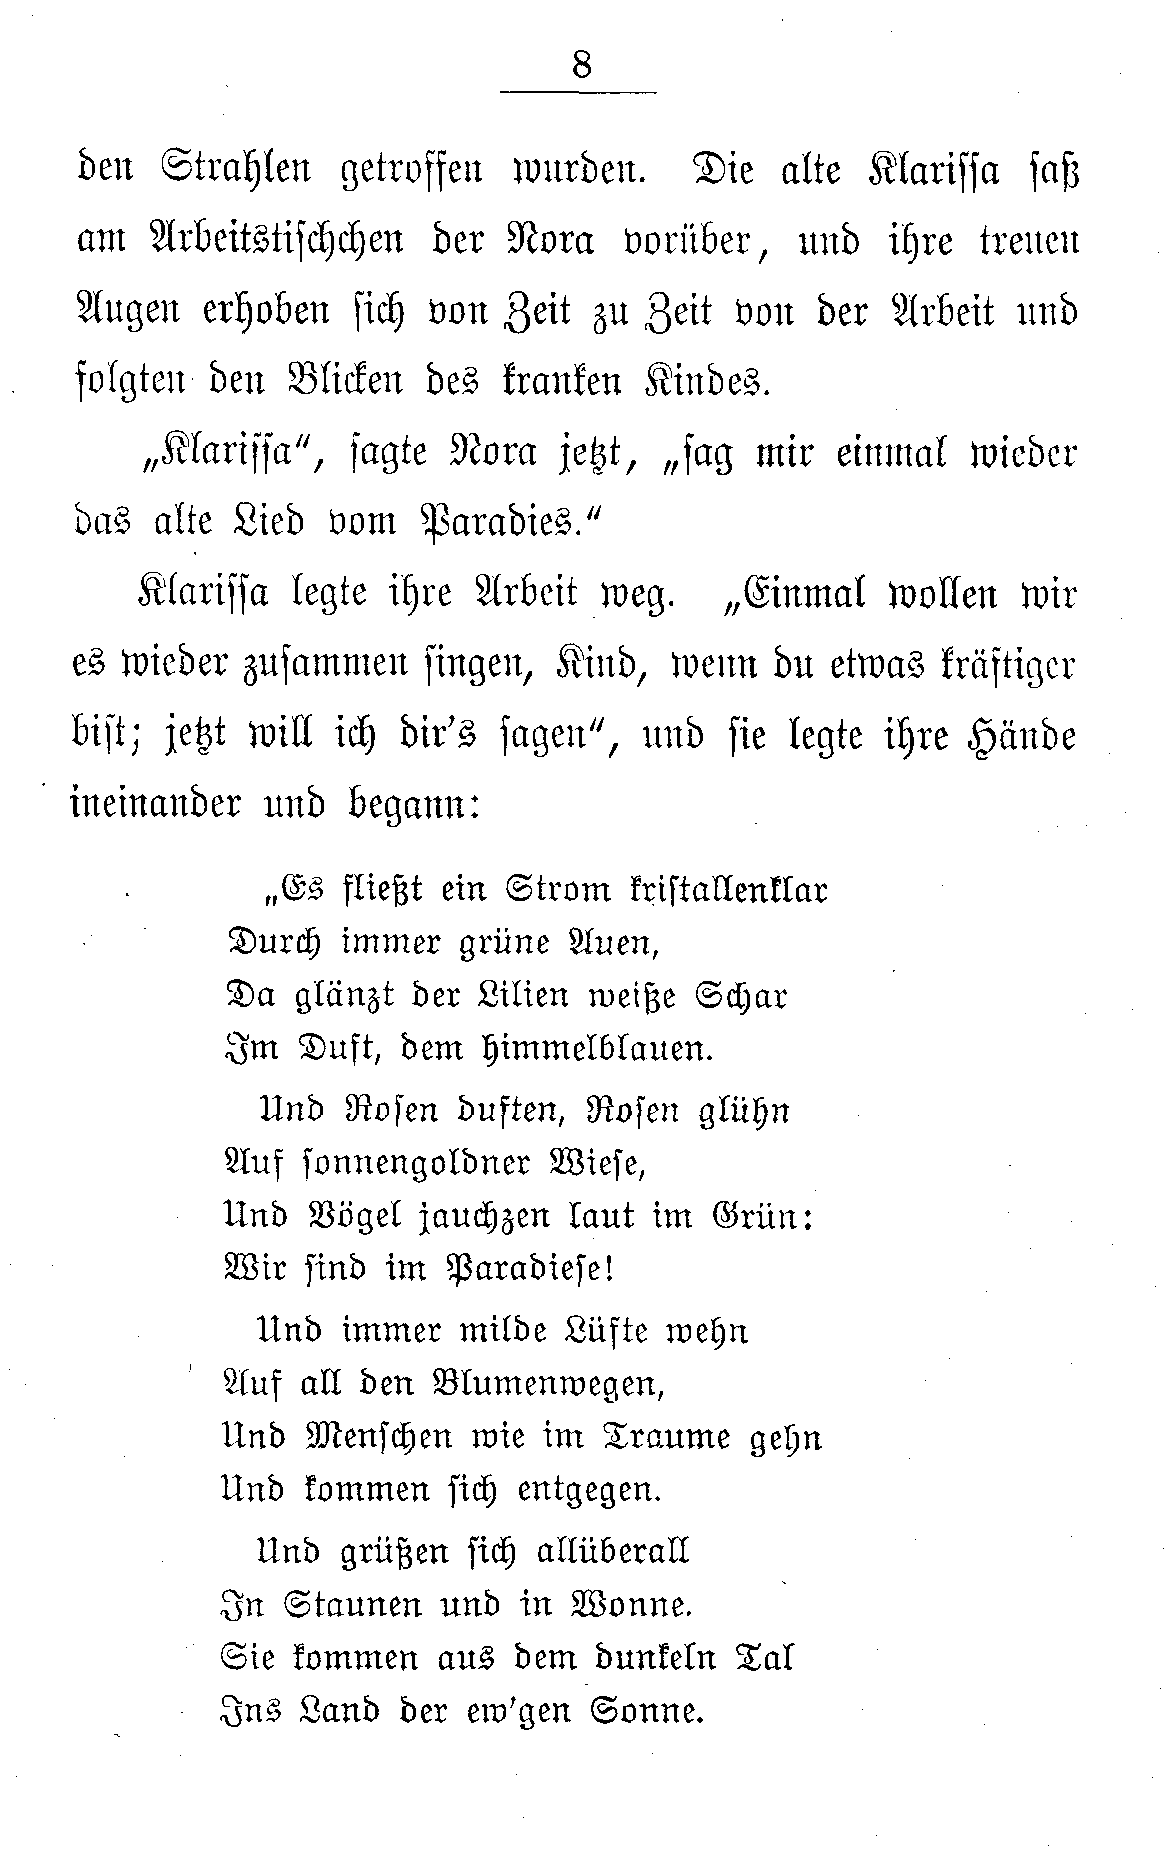 8
den Strahlen getroffen wurden. Die alte Klarissa saß
am Arbeitstischchen der Nora vorüber, und ihre treuen
Augen erhoben sich von Zeit zu Zeit von der Arbeit und
folgten den Blicken des kranken Kindes.
„Klarissa“, sagte Nora jetzt, „sag mir einmal wieder
das alte Lied vom Paradies.“
Klarissa legte ihre Arbeit weg. „Einmal wollen wir
es wieder zusammen singen, Kind, wenn du etwas kräftiger
bist; jetzt will ich dir's sagen“, und sie legte ihre Hände
ineinander und begann:
„Es fließt ein Strom kristallenklar
Durch immer grüne Auen,
Da glänzt der Lilien weiße Schar
Im Duft, dem himmelblauen.
Und Rosen duften, Rosen glühn
Auf sonnengoldner Wiese,
Und Vögel jauchzen laut im Grün:
Wir sind im Paradiese!
Und immer milde Lüfte wehn
Auf all den Blumenwegen,
Und Menschen wie im Traume gehn
Und kommen sich entgegen.
Und grüßen sich allüberall
In Staunen und in Wonne.
Sie kommen aus dem dunkeln Tal
Ins Land der ew'gen Sonne.